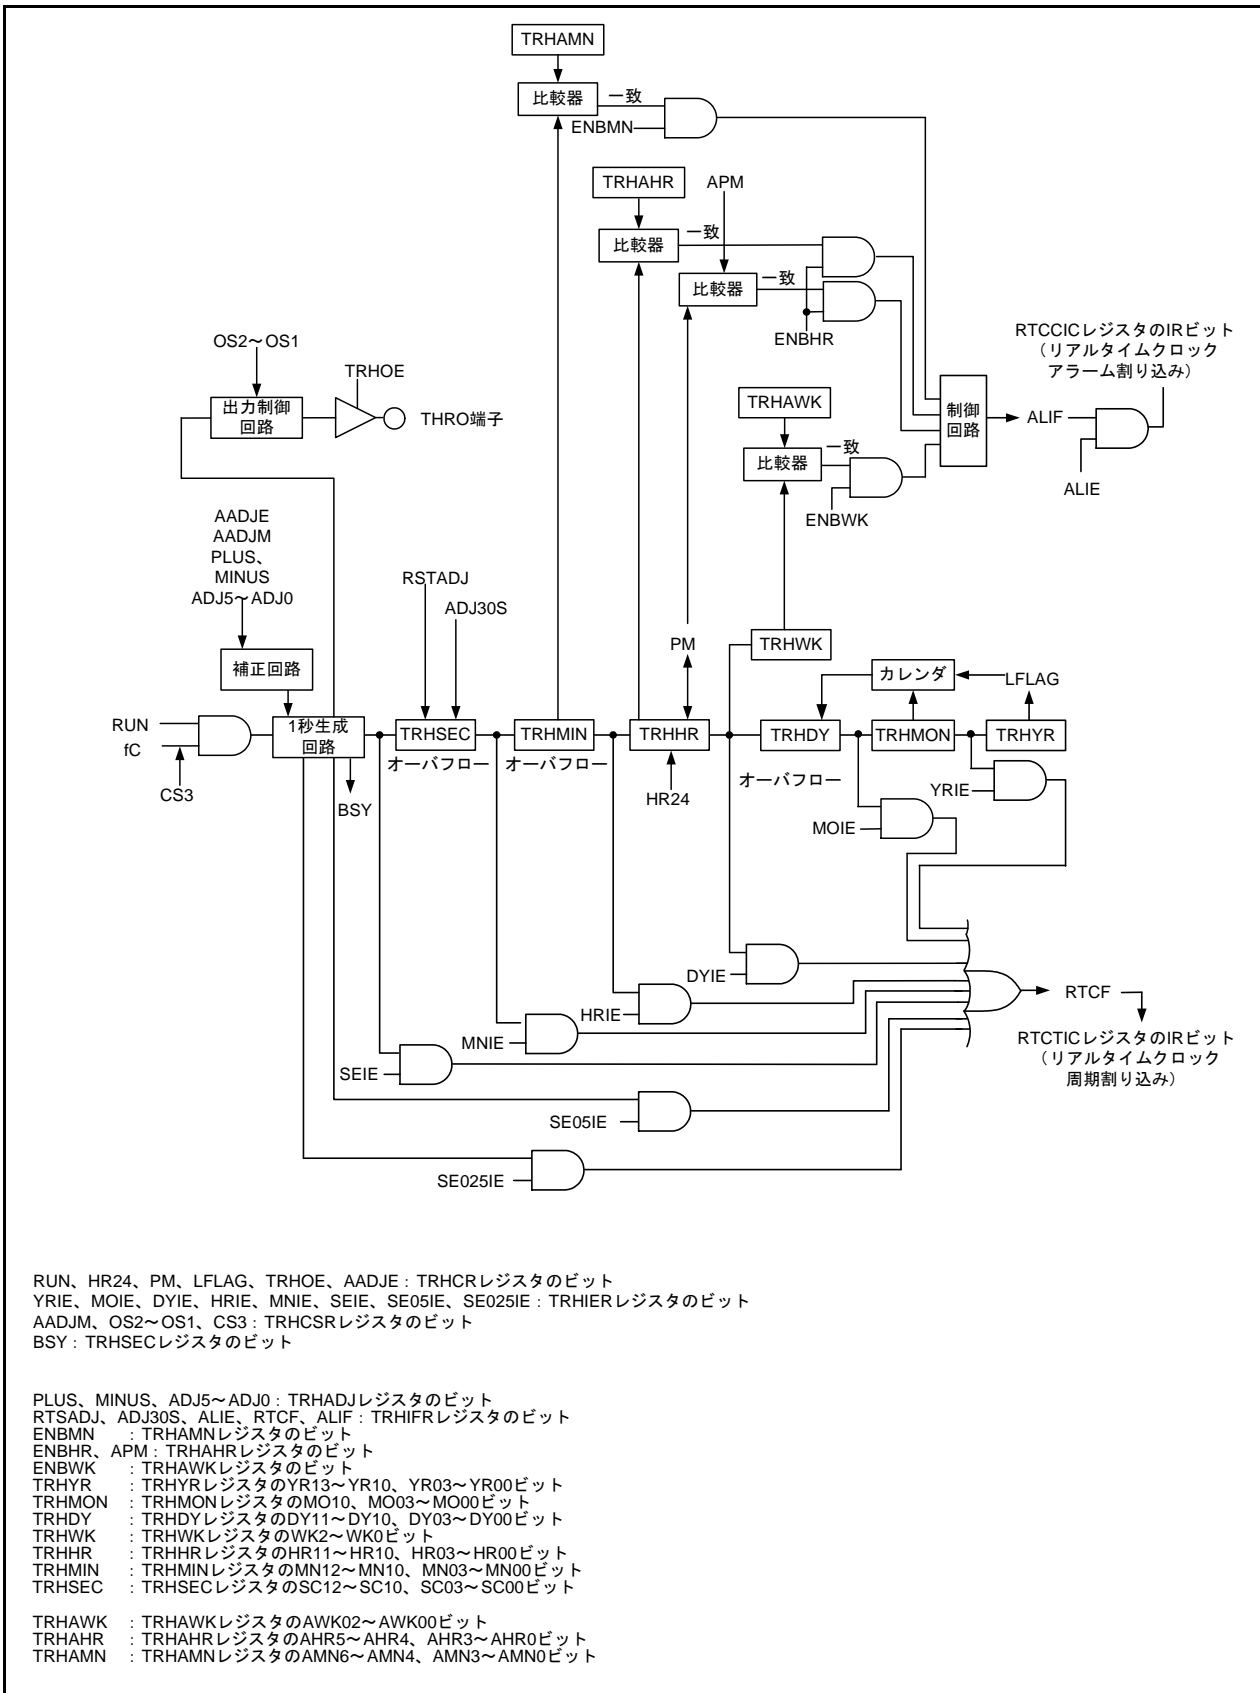 TRHAMN
比較器
一致
ENBMN
TRHAHR
APM
比較器
一致
比較器
一致
ENBHR
RTCCICレジスタのIRビット
(リアルタイムクロック
アラーム割り込み)
OS2~OS1
TRHOE
出力制御
回路
THRO端子
TRHAWK
比較器
一致
ENBWK
制御
回路
ALIF
ALIE
AADJE
AADJM
PLUS、
MINUS
ADJ5~ADJ0
RSTADJ
ADJ30S
補正回路
PM
TRHWK
カレンダ
LFLAG
RUN
fC
CS3
1秒生成
回路
BSY
TRHSEC
オーバフロー
TRHMIN
オーバフロー
TRHHR
HR24
TRHDY
オーバフロー
TRHMON
TRHYR
YRIE
MOIE
DYIE
HRIE
MNIE
SEIE
SE05IE
SE025IE
RTCF
RTCTICレジスタのIRビット
(リアルタイムクロック
周期割り込み)
RUN、HR24、PM、LFLAG、TRHOE、AADJE : TRHCRレジスタのビット
YRIE、MOIE、DYIE、HRIE、MNIE、SEIE、SE05IE、SE025IE : TRHIERレジスタのビット
AADJM、OS2~OS1、CS3 : TRHCSRレジスタのビット
BSY : TRHSECレジスタのビット
PLUS、MINUS、ADJ5~ADJ0 : TRHADJレジスタのビット
RTSADJ、ADJ30S、ALIE、RTCF、ALIF : TRHIFRレジスタのビット
ENBMN : TRHAMNレジスタのビット
ENBHR、APM : TRHAHRレジスタのビット
ENBWK : TRHAWKレジスタのビット
TRHYR : TRHYRレジスタのYR13~YR10、YR03~YR00ビット
TRHMON : TRHMONレジスタのMO10、MO03~MO00ビット
TRHDY : TRHDYレジスタのDY11~DY10、DY03~DY00ビット
TRHWK : TRHWKレジスタのWK2~WK0ビット
TRHHR : TRHHRレジスタのHR11~HR10、HR03~HR00ビット
TRHMIN : TRHMINレジスタのMN12~MN10、MN03~MN00ビット
TRHSEC : TRHSECレジスタのSC12~SC10、SC03~SC00ビット
TRHAWK : TRHAWKレジスタのAWK02~AWK00ビット
TRHAHR : TRHAHRレジスタのAHR5~AHR4、AHR3~AHR0ビット
TRHAMN : TRHAMNレジスタのAMN6~AMN4、AMN3~AMN0ビット